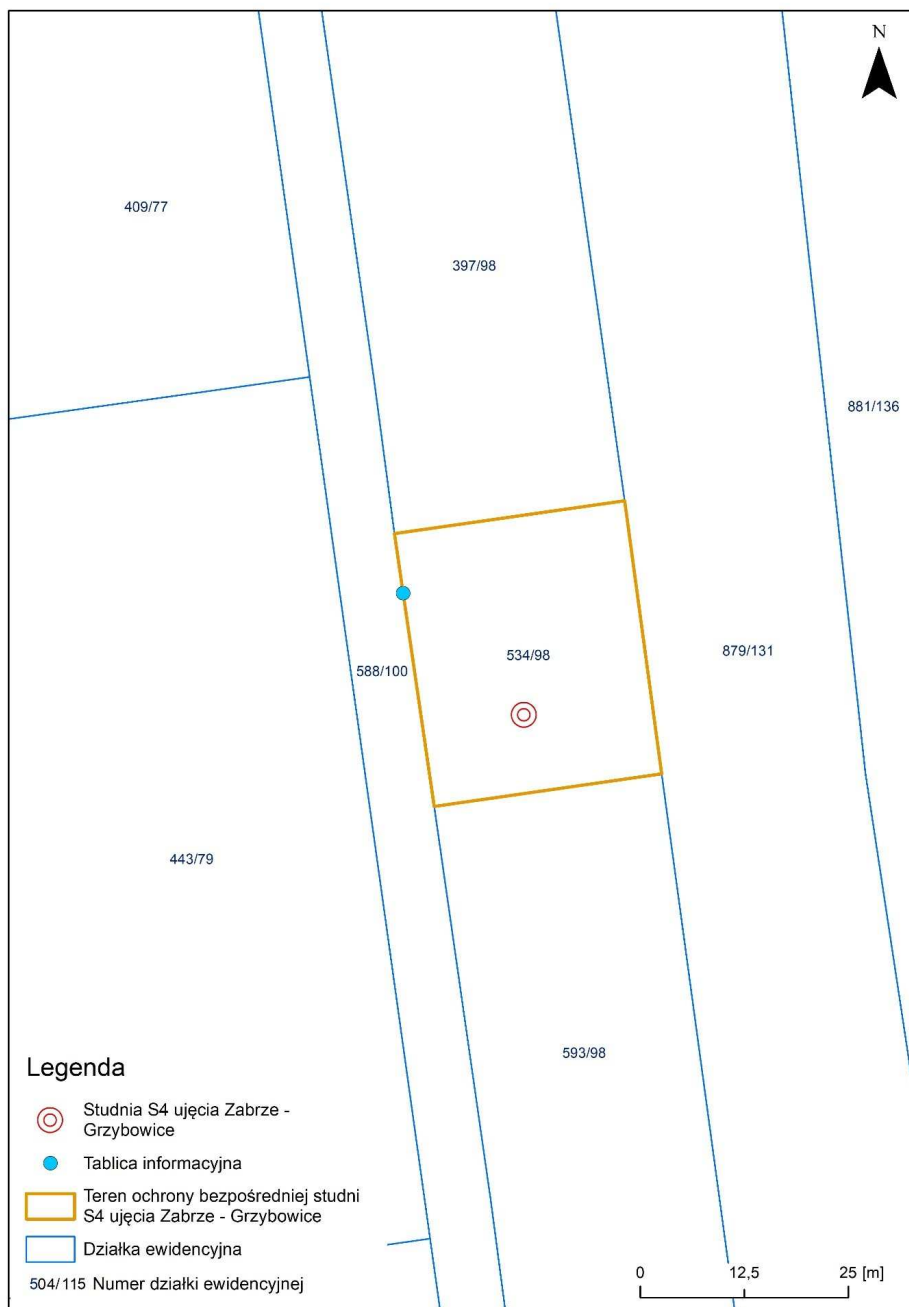 N
409/77
397/98
881/136
534/98
879/131
588/100
443/79
593/98
Legenda
Studnia S4 ujęcia Zabrze -
Grzybowice
Tablica informacyjna
Teren ochrony bezpośredniej studni
S4 ujęcia Zabrze - Grzybowice
Działka ewidencyjna
504/115 Numer działki ewidencyjnej
0 12,5 25 [m]